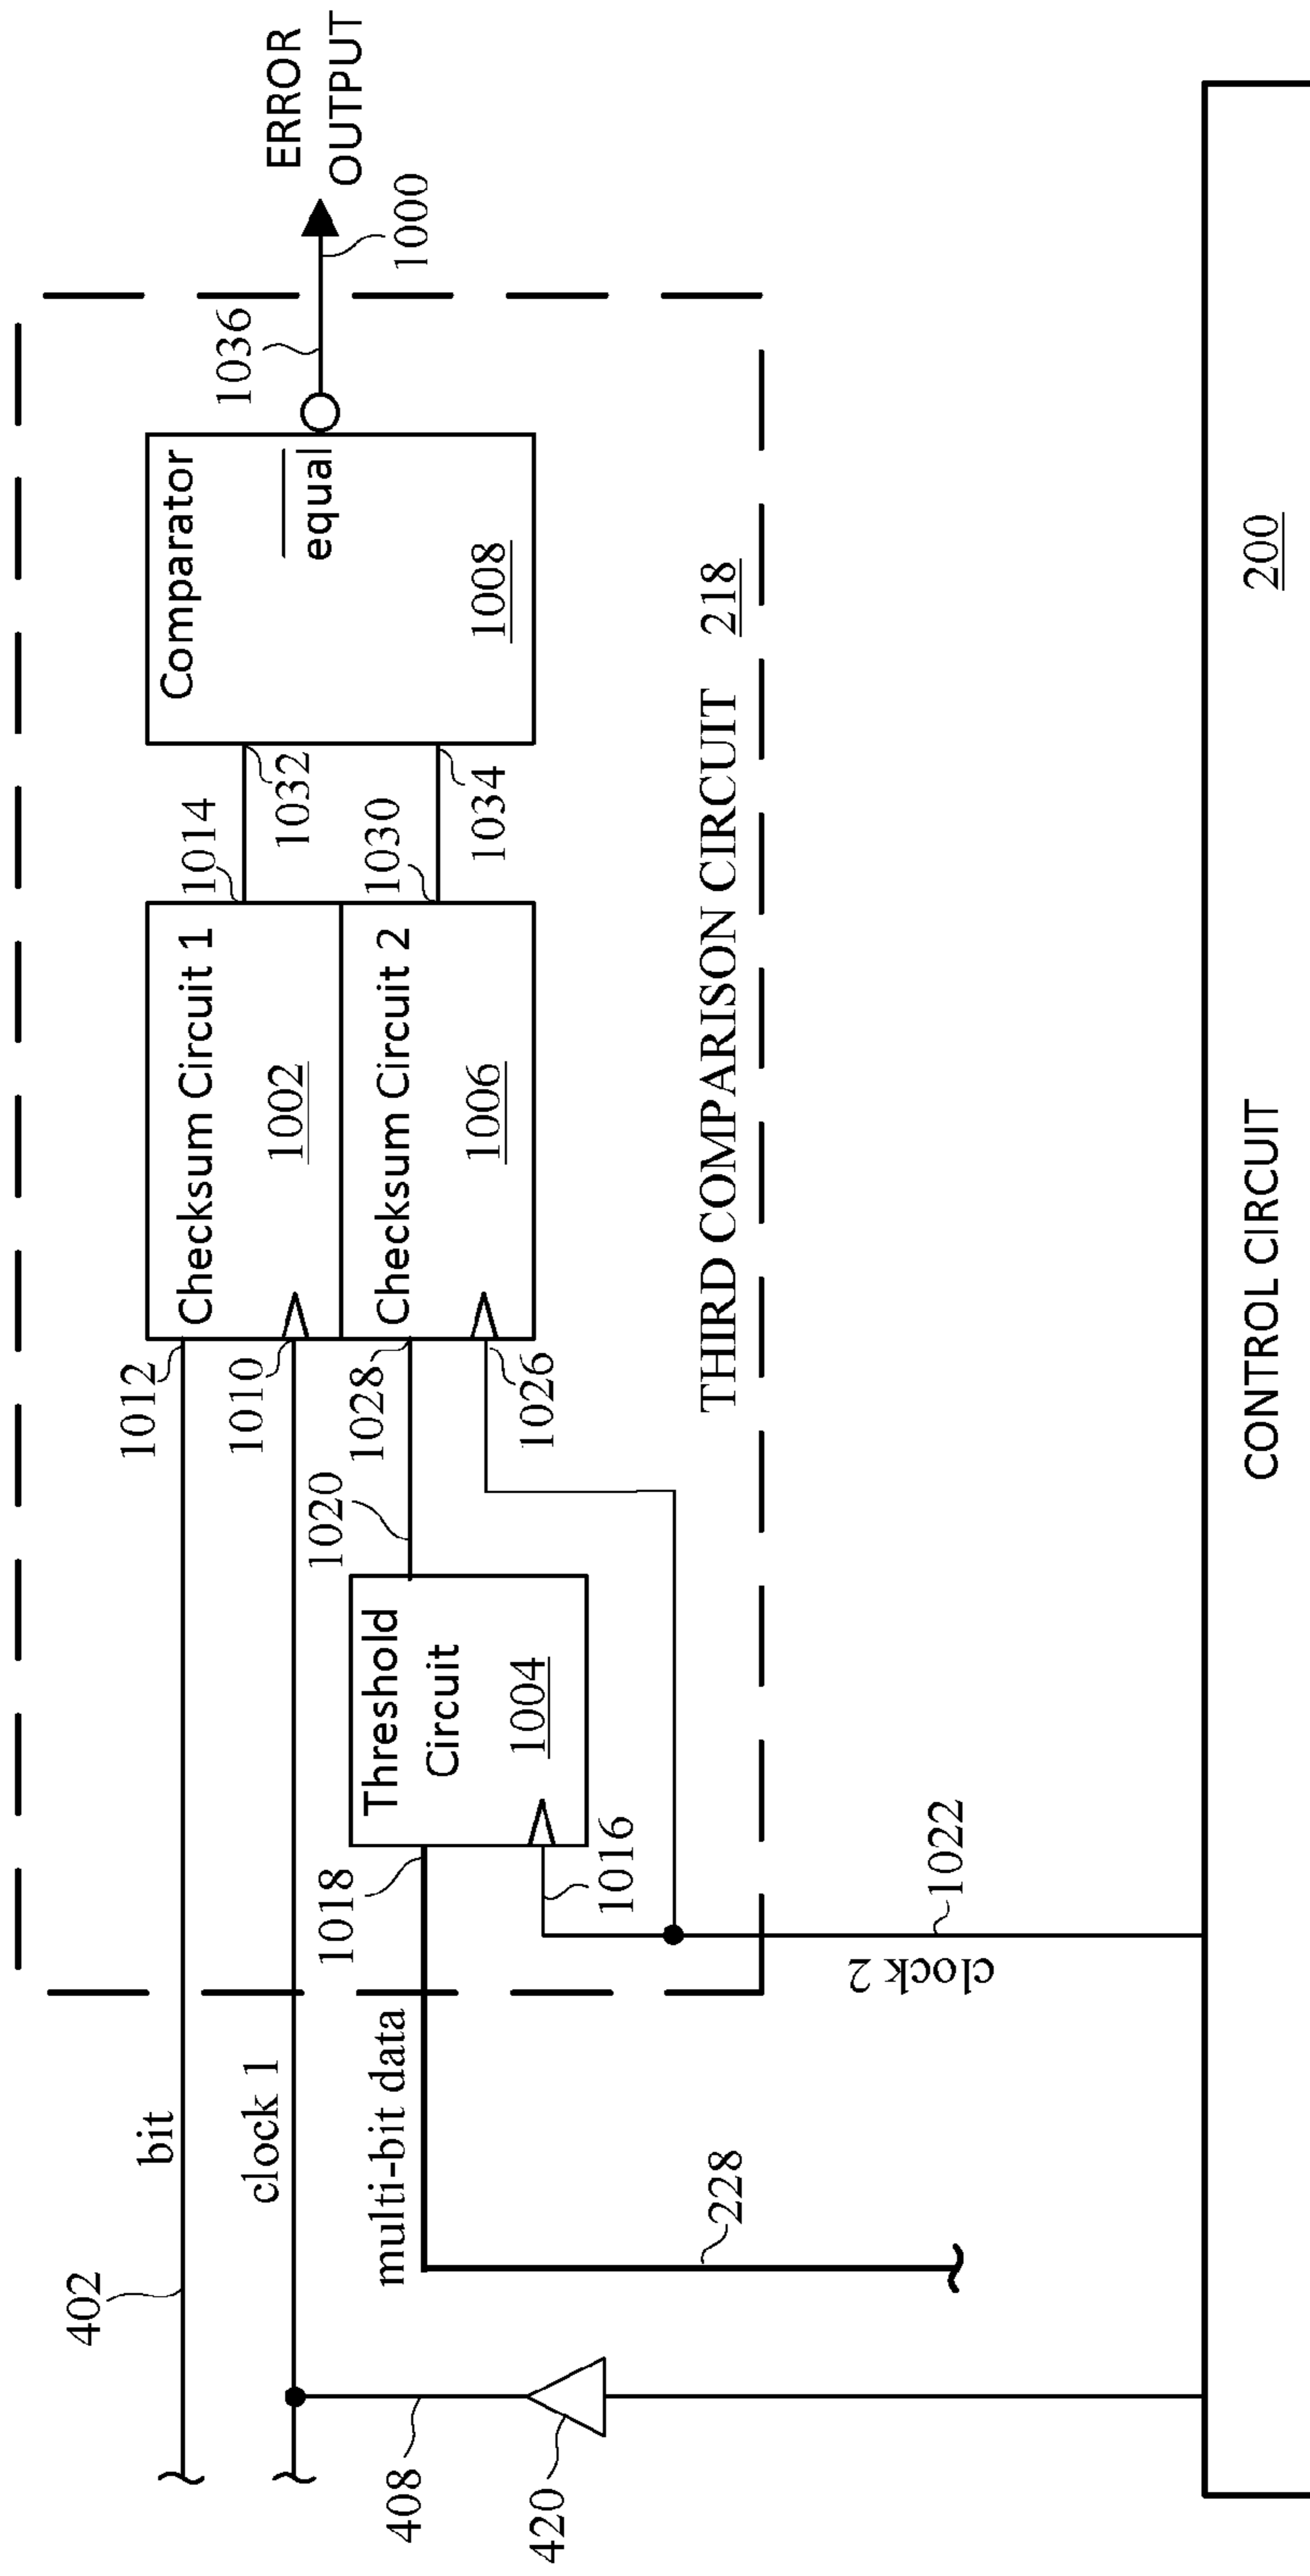 402
bit
1012
Checksum Circuit 1
1002
1014
1032
Comparator
equal
1008
1036
1000
ERROR
OUTPUT
clock 1
1010
1020
1028
Checksum Circuit 2
1006
1030
1034
multi-bit data
1018
Threshold
Circuit
1004
1016
1026
THIRD COMPARISON CIRCUIT 218
408
420
228
clock 2
1022
CONTROL CIRCUIT
200